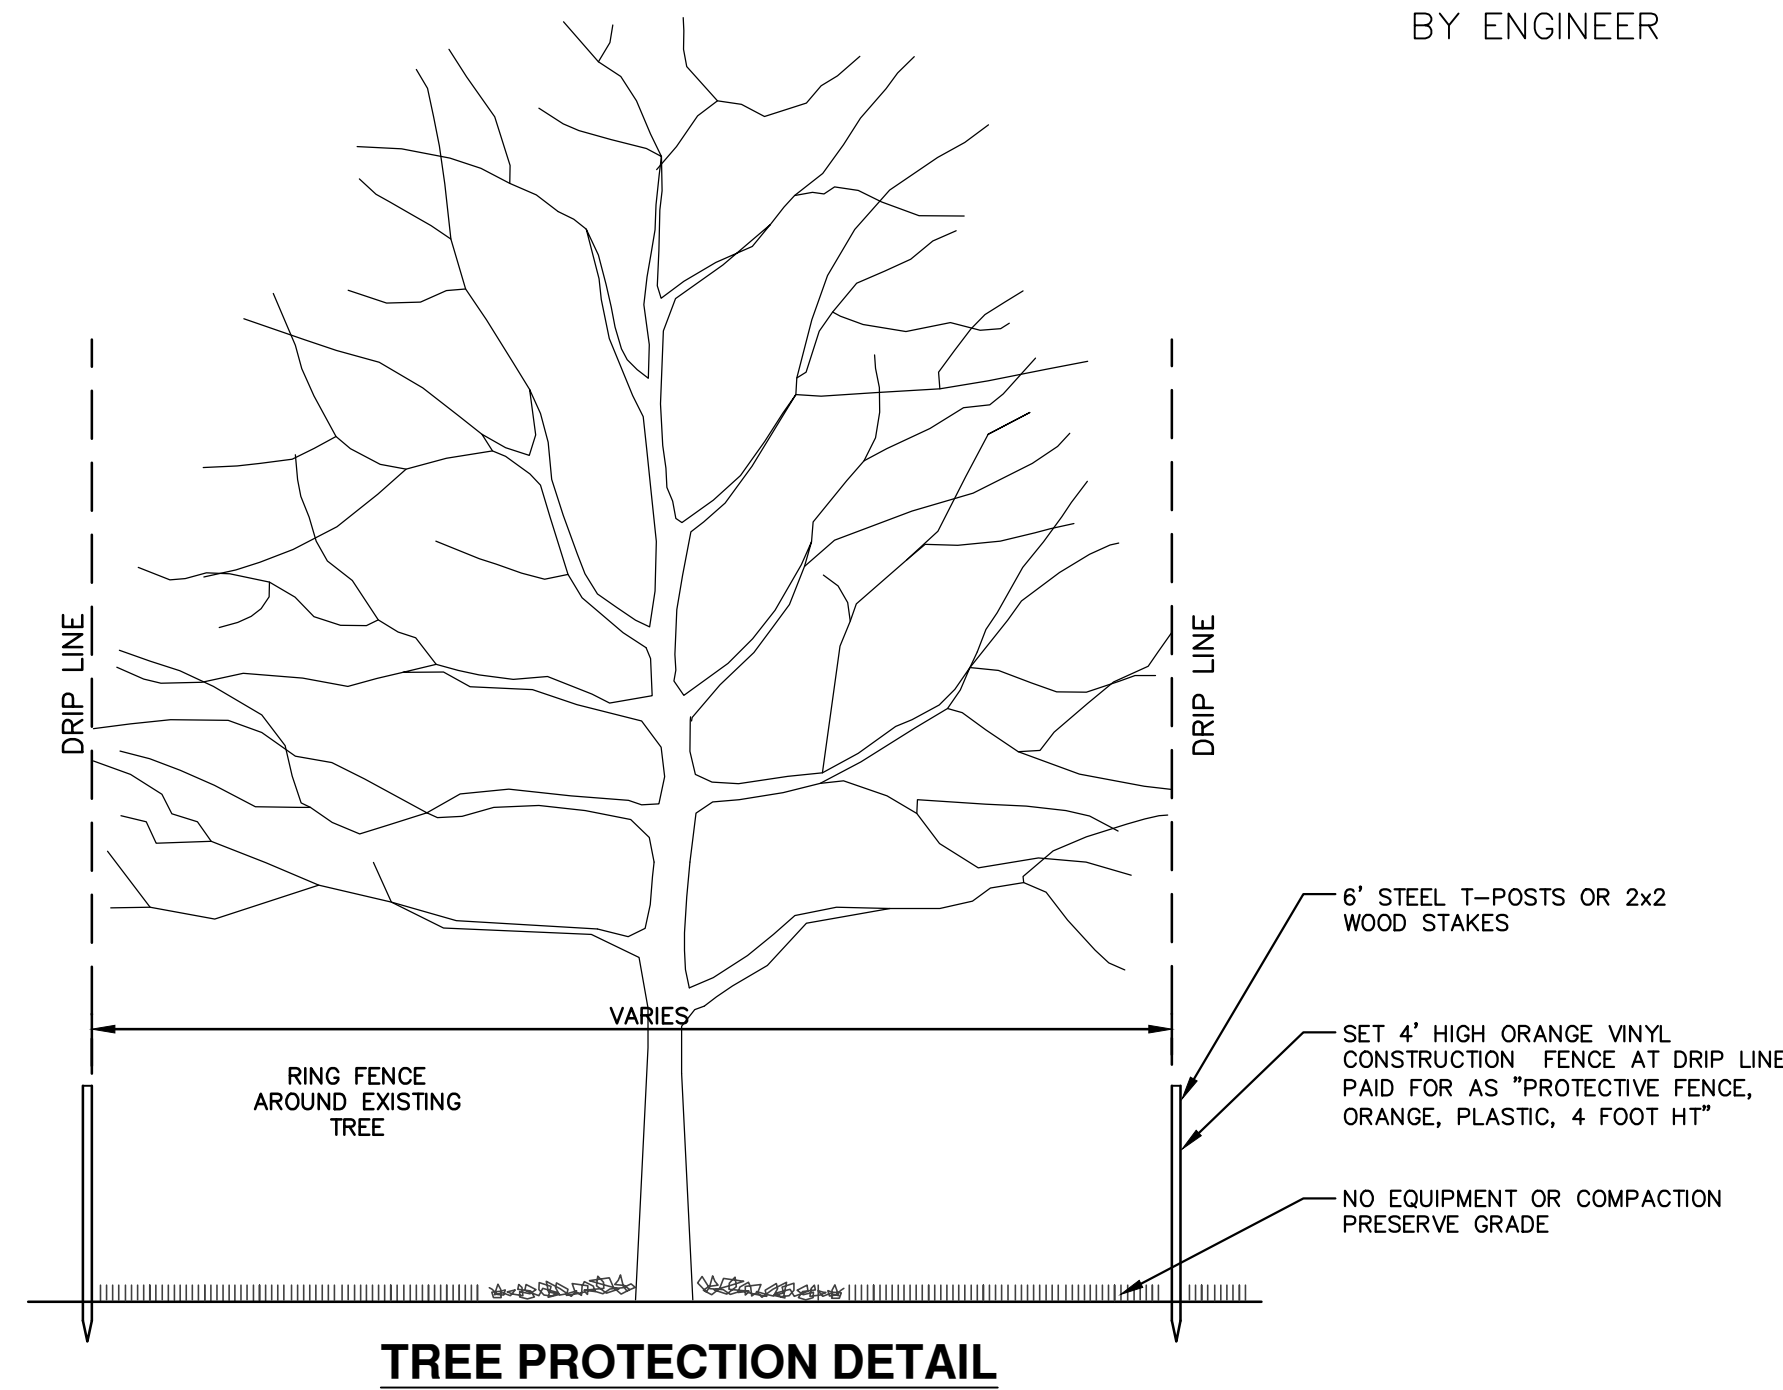 BY ENGINEER
DRIP LINE
DRIP LINE
6' STEEL T-POSTS OR 2x2
WOOD STAKES
VARIES
SET 4' HIGH ORANGE VINYL
CONSTRUCTION FENCE AT DRIP LINE
PAID FOR AS "PROTECTIVE FENCE,
ORANGE, PLASTIC, 4 FOOT HT"
RING FENCE
AROUND EXISTING
TREE
NO EQUIPMENT OR COMPACTION
PRESERVE GRADE
TREE PROTECTION DETAIL